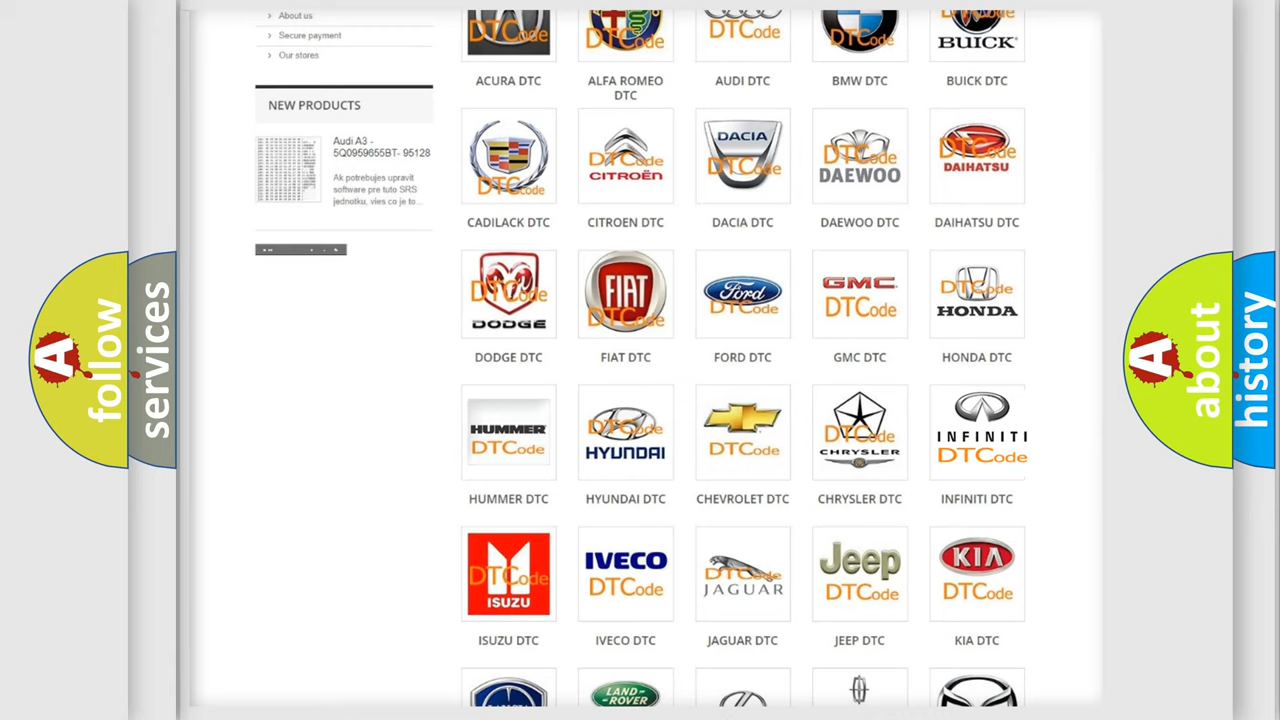 About us
Secure payment
Our stores
NEW PRODUCTS
Audi A3 -
5Q0959655BT- 95128
Ak potrebujes upravit
software pre tuto SRS
jednotku, vies co je to...
DTCode
DTCode
DTCode
DTCode
BUICK
ACURA DTC
ALFA ROMEO
DTC
AUDI DTC
BMW DTC
BUICK DTC
DTCode
DTCode
CITROËN
DACIA
DTCode
DTCode
DAEWOO
DTCode
DAIHATSU
CADILACK DTC
CITROEN DTC
DACIA DTC
DAEWOO DTC
DAIHATSU DTC
DTCode
DODGE
FIAT
DTCode
Ford
DTCode
GMC
DTCode
DTCode
HONDA
DODGE DTC
FIAT DTC
FORD DTC
GMC DTC
HONDA DTC
HUMMER
DTCode
DTCode
HYUNDAI
DTCode
DTCode
CHRYSLER
INFINITI
DTCode
HUMMER DTC
HYUNDAI DTC
CHEVROLET DTC
CHRYSLER DTC
INFINITI DTC
DTCode
ISUZU
IVECO
DTCode
DTCode
JAGUAR
Jeep
DTCode
KIA
DTCode
ISUZU DTC
IVECO DTC
JAGUAR DTC
JEEP DTC
KIA DTC
LAND-
ROVER
A follow
services
A about
history